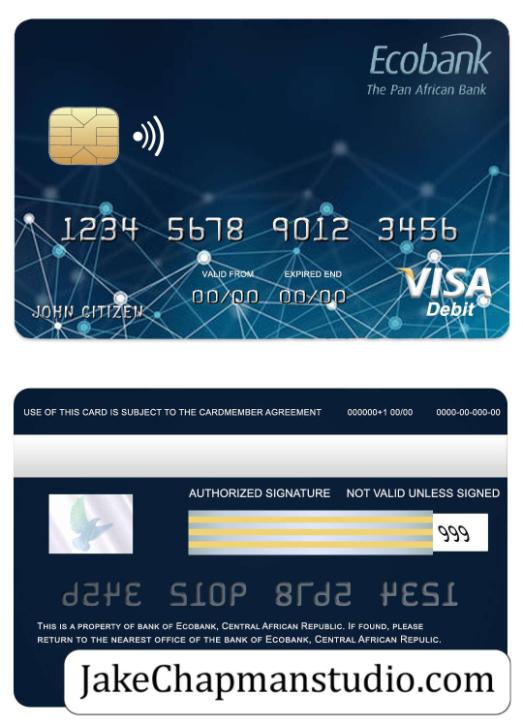 Ecobank
The Pan African Bank
1234 5678 9012 3456
VALID FROM EXPIRED END
00/00 00/00
JOHN CITIZEN
VISA
Debit
USE OF THIS CARD IS SUBJECT TO THE CARDMEMBER AGREEMENT 000000+1 00/00 0000-00-000-00
AUTHORIZED SIGNATURE NOT VALID UNLESS SIGNED
999
THIS IS A PROPERTY OF BANK OF ECOBANK, CENTRAL AFRICAN REPUBLIC. IF FOUND, PLEASE
RETURN TO THE NEAREST OFFICE OF THE BANK OF ECOBANK, CENTRAL AFRICAN REPULIC.
JakeChapmanstudio.com